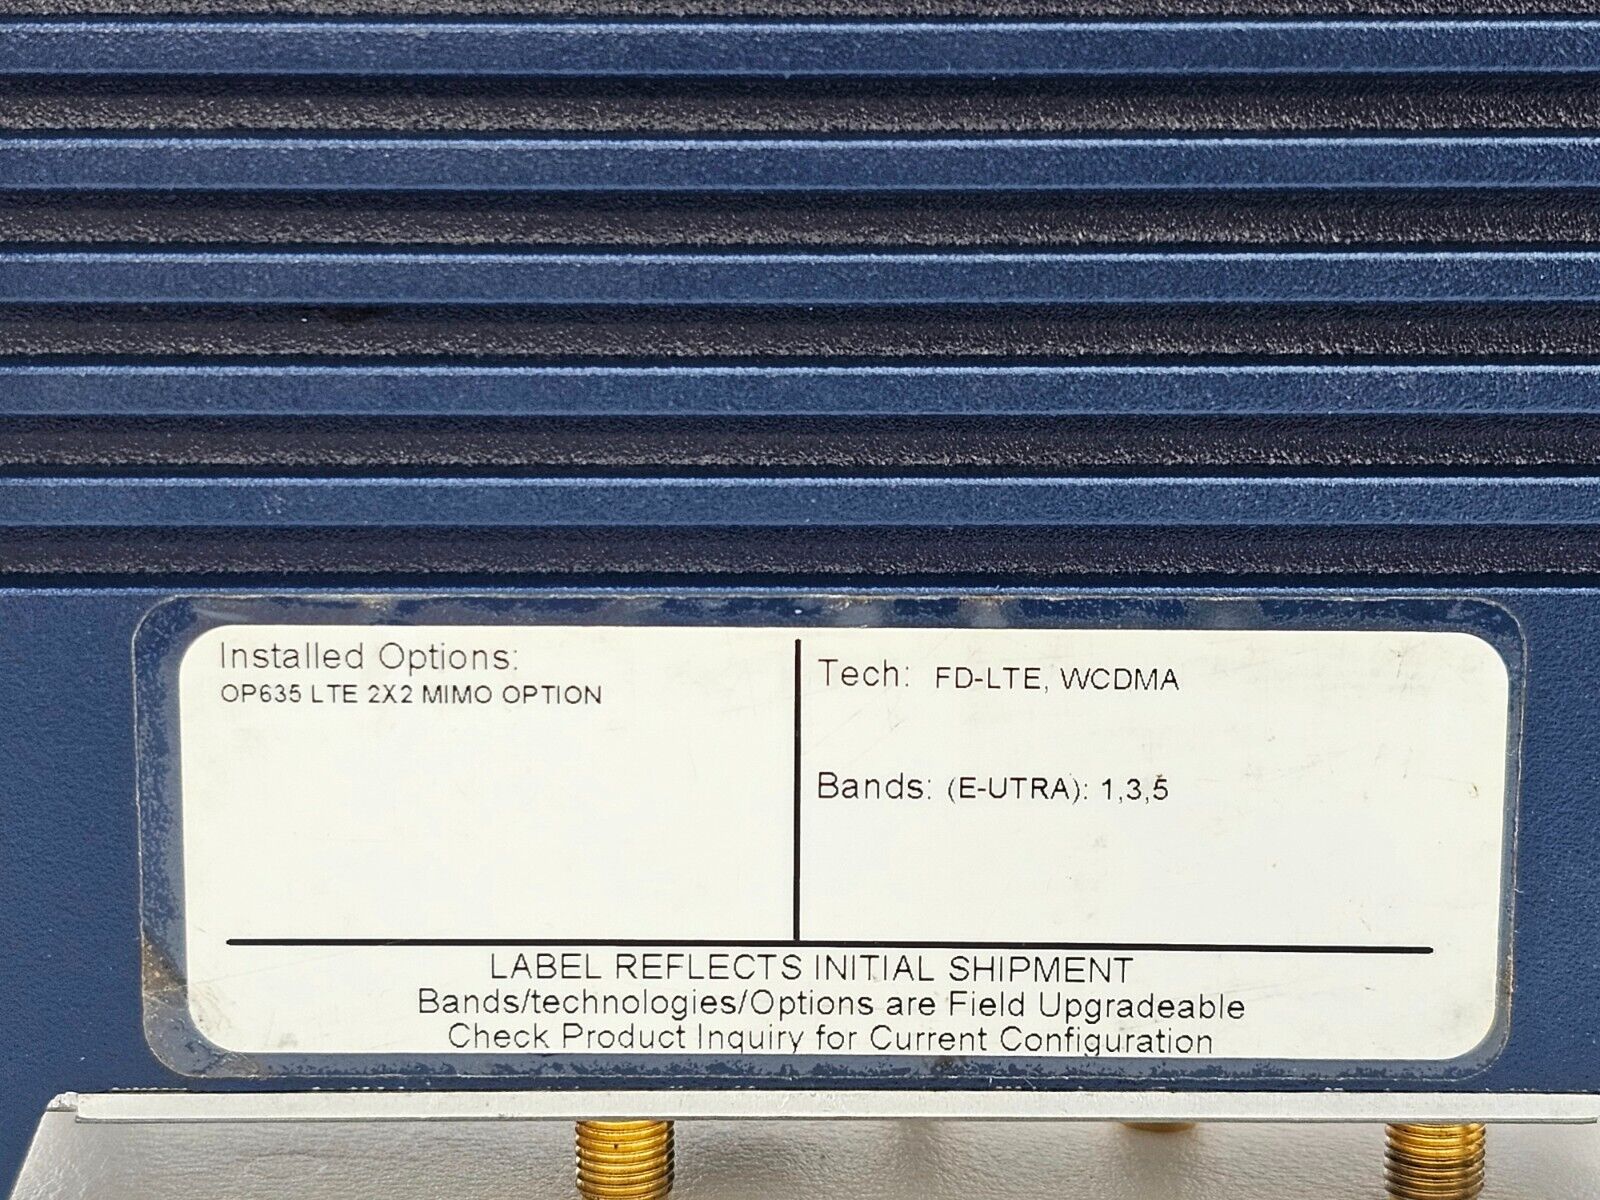 Installed Options:
OP635 LTE 2X2 MIMO OPTION
Tech: FD-LTE, WCDMA
Bands: (E-UTRA): 1,3,5
LABEL REFLECTS INITIAL SHIPMENT
Bands/technologies/Options are Field Upgradeable
Check Product Inquiry for Current Configuration